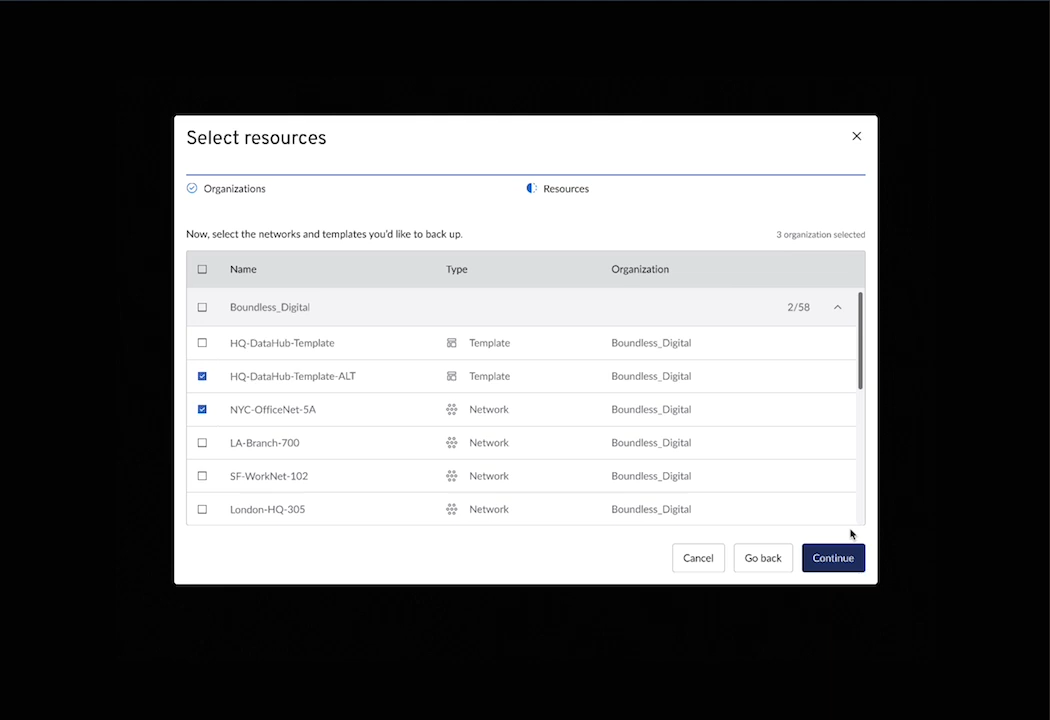 Select resources
Organizations
Resources
Now, select the networks and templates you'd like to back up.
3 organization selected
Name Type Organization
Boundless_Digital 2/58
HQ-DataHub-Template Template Boundless_Digital
HQ-DataHub-Template-ALT Template Boundless_Digital
NYC-OfficeNet-5A Network Boundless_Digital
LA-Branch-700 Network Boundless_Digital
SF-WorkNet-102 Network Boundless_Digital
London-HQ-305 Network Boundless_Digital
Cancel Go back Continue